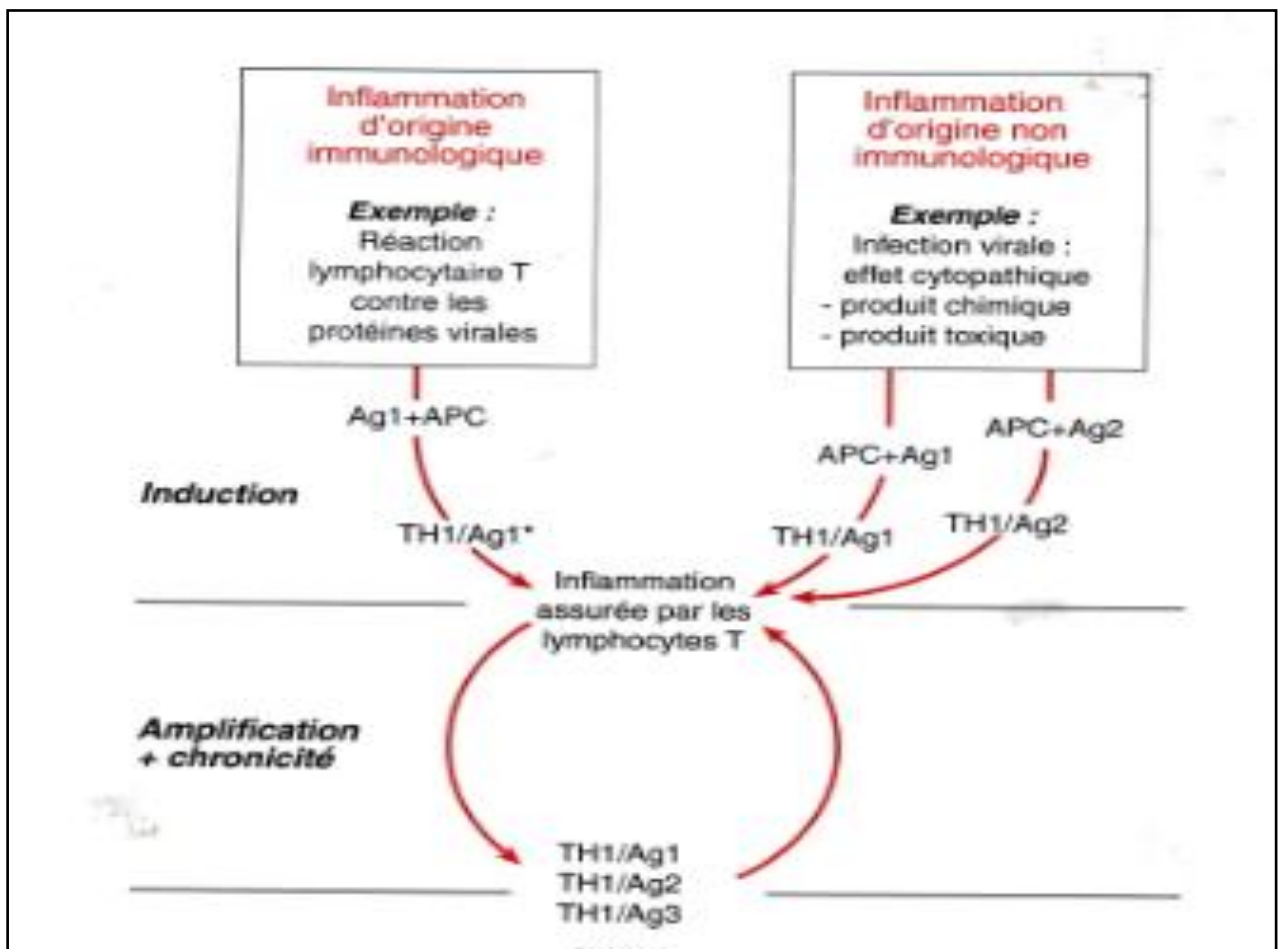 Inflammation
d'origine
immunologique
Exemple :
Réaction
lymphocytaire T
contre les
protéines virales
Inflammation
d'origine non
immunologique
Exemple :
Infection virale :
effet cytopathique
- produit chimique
- produit toxique
Ag1+APC
APC+Ag1
APC+Ag2
Induction
TH1/Ag1*
TH1/Ag1
TH1/Ag2
Inflammation
assurée par les
lymphocytes T
Amplification
+ chronicité
TH1/Ag1
TH1/Ag2
TH1/Ag3